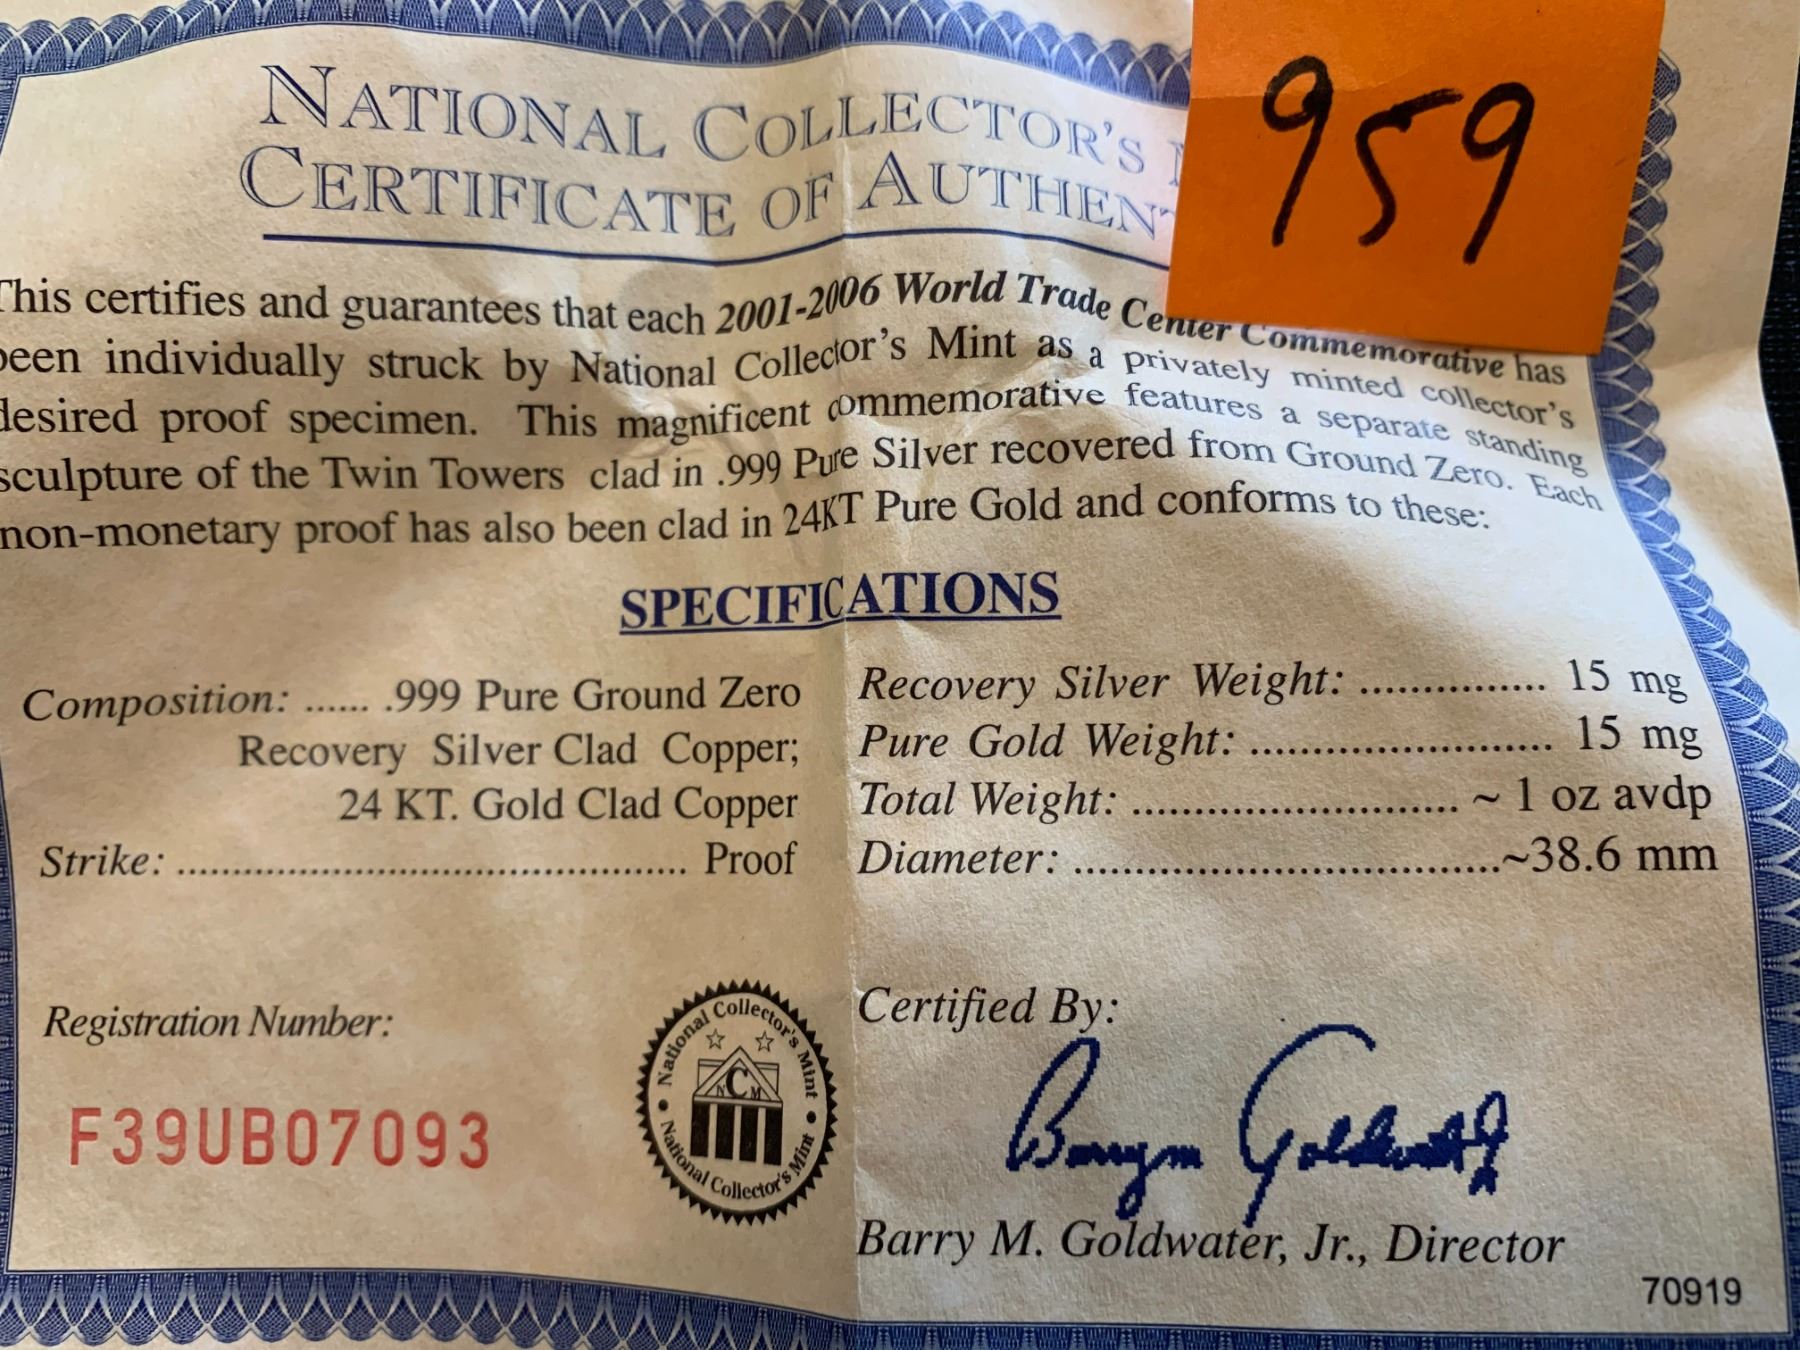 NATIONAL COLLECTOR'S
959
CERTIFICATE OF AUTHENT
This certifies and guarantees that each 2001-2006 World Trade Center Commemorative has
been individually struck by National Collector's Mint as a privately minted collector's
desired proof specimen. This magnificent commemorative features a separate standing
sculpture of the Twin Towers clad in .999 Pure Silver recovered from Ground Zero. Each
non-monetary proof has also been clad in 24KT Pure Gold and conforms to these:
SPECIFICATIONS
Composition: ...... .999 Pure Ground Zero
Recovery Silver Clad Copper;
24 KT. Gold Clad Copper
Strike: .............................................. Proof
Recovery Silver Weight: ............... 15 mg
Pure Gold Weight: ........................ 15 mg
Total Weight: .............................. ~ 1 oz avdp
Diameter: ...................................~38.6 mm
Registration Number:
F39UB07093
National Collector's Mint
NCM
National Collector's Mint
Certified By:
Barry m Goldwater Jr
Barry M. Goldwater, Jr., Director
70919